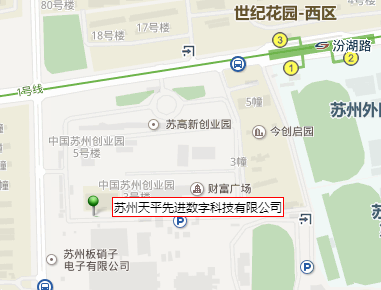 80号楼
18号楼
17号楼
世纪花园-西区
3
汾湖路
1
2
1号线
5幢
苏州外
苏高新创业园
今创启园
中国苏州创业园
5号楼
3幢
中国苏州创业园
财富广场
苏州天平先进数字科技有限公司
P
P
苏州板硝子
电子有限公司